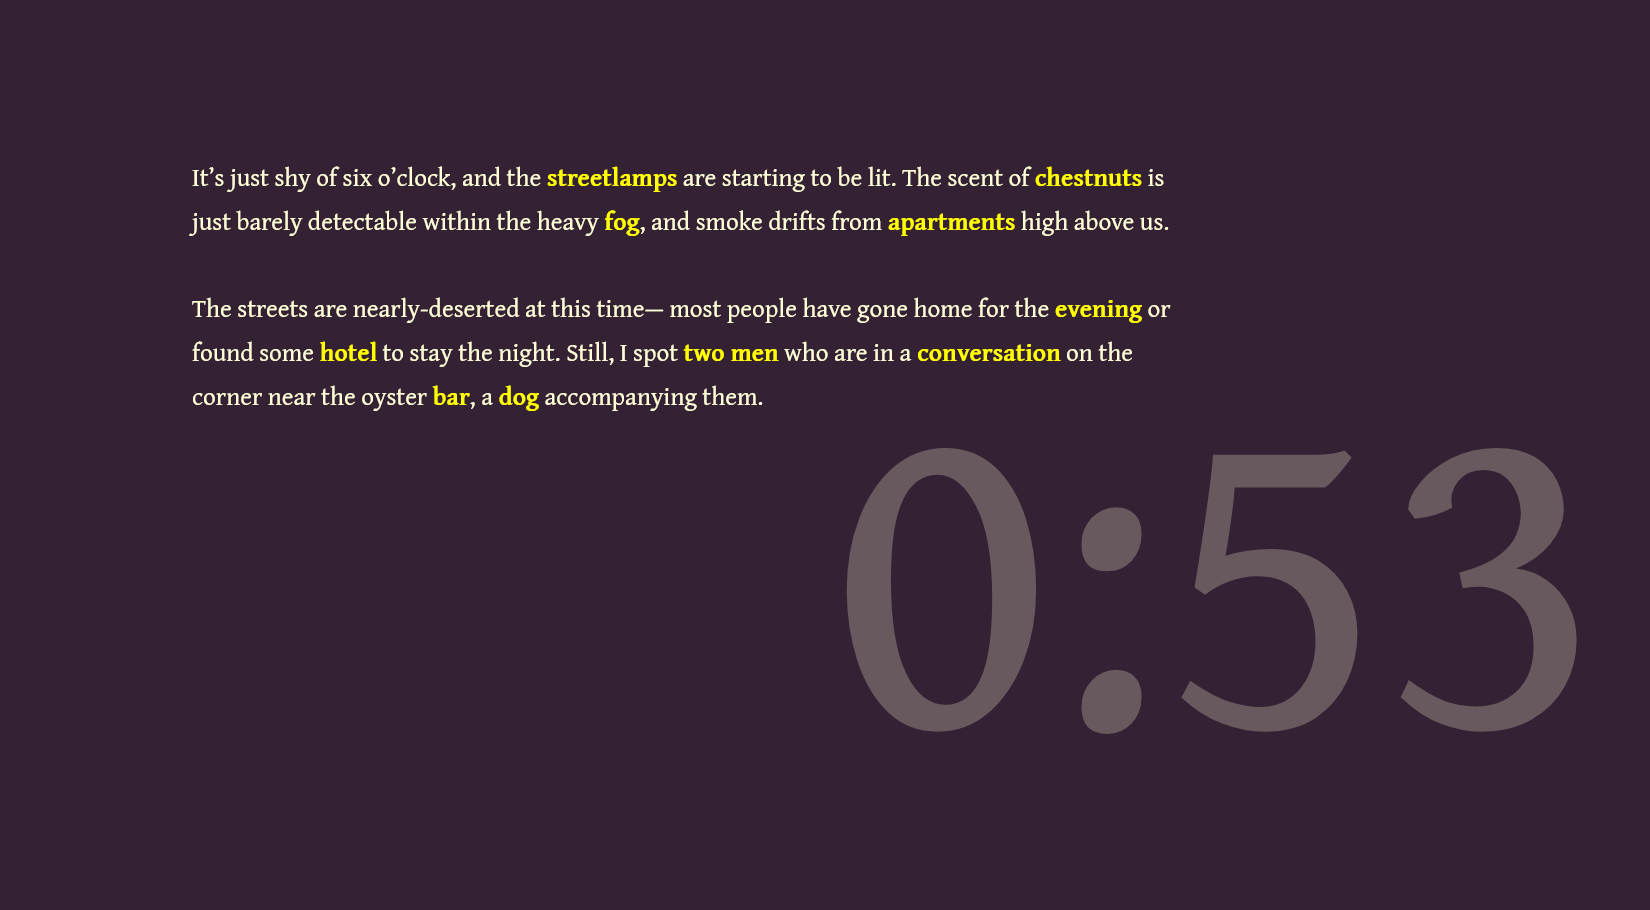 It’s just shy of six o’clock, and the streetlamps are starting to be lit. The scent of chestnuts is
just barely detectable within the heavy fog, and smoke drifts from apartments high above us.
The streets are nearly-deserted at this time— most people have gone home for the evening or
found some hotel to stay the night. Still, I spot two men who are in a conversation on the
corner near the oyster bar, a dog accompanying them.
0:53